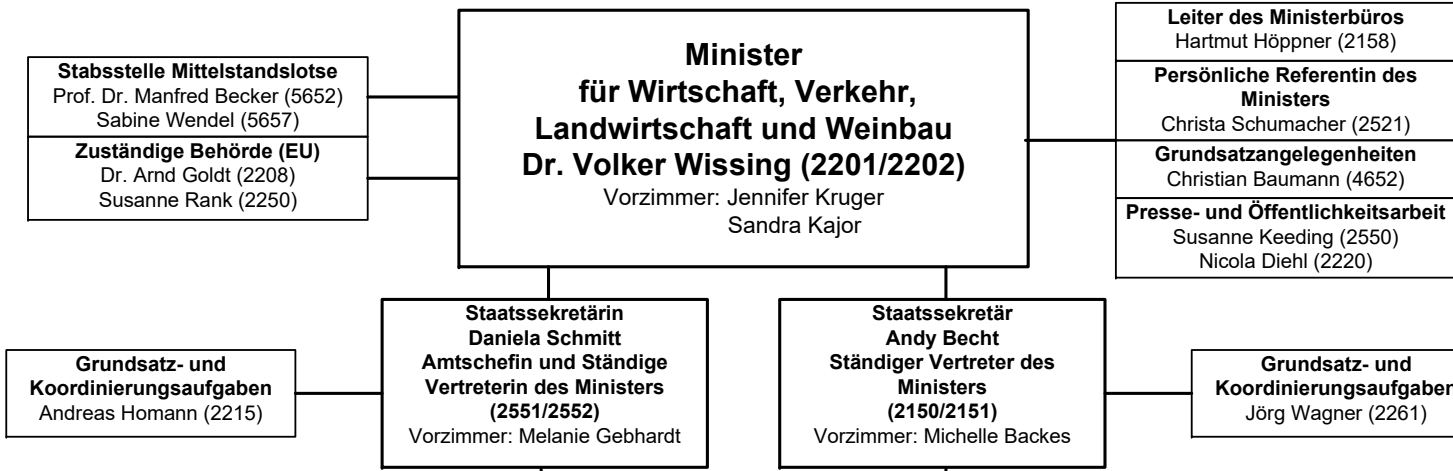 Stabsstelle Mittelstandslotse
Prof. Dr. Manfred Becker (5652)
Sabine Wendel (5657)
Zuständige Behörde (EU)
Dr. Arnd Goldt (2208)
Susanne Rank (2250)
Minister
für Wirtschaft, Verkehr,
Landwirtschaft und Weinbau
Dr. Volker Wissing (2201/2202)
Vorzimmer: Jennifer Kruger
Sandra Kajor
Leiter des Ministerbüros
Hartmut Höppner (2158)
Persönliche Referentin des
Ministers
Christa Schumacher (2521)
Grundsatzangelegenheiten
Christian Baumann (4652)
Presse- und Öffentlichkeitsarbeit
Susanne Keeding (2550)
Nicola Diehl (2220)
Grundsatz- und
Koordinierungsaufgaben
Andreas Homann (2215)
Staatssekretärin
Daniela Schmitt
Amtschefin und Ständige
Vertreterin des Ministers
(2551/2552)
Vorzimmer: Melanie Gebhardt
Staatssekretär
Andy Becht
Ständiger Vertreter des
Ministers
(2150/2151)
Vorzimmer: Michelle Backes
Grundsatz- und
Koordinierungsaufgaben
Jörg Wagner (2261)